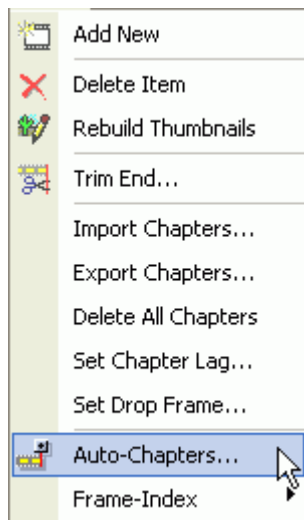 Add New
Delete Item
Rebuild Thumbnails
Trim End...
Import Chapters...
Export Chapters...
Delete All Chapters
Set Chapter Lag...
Set Drop Frame...
Auto-Chapters...
Frame-Index